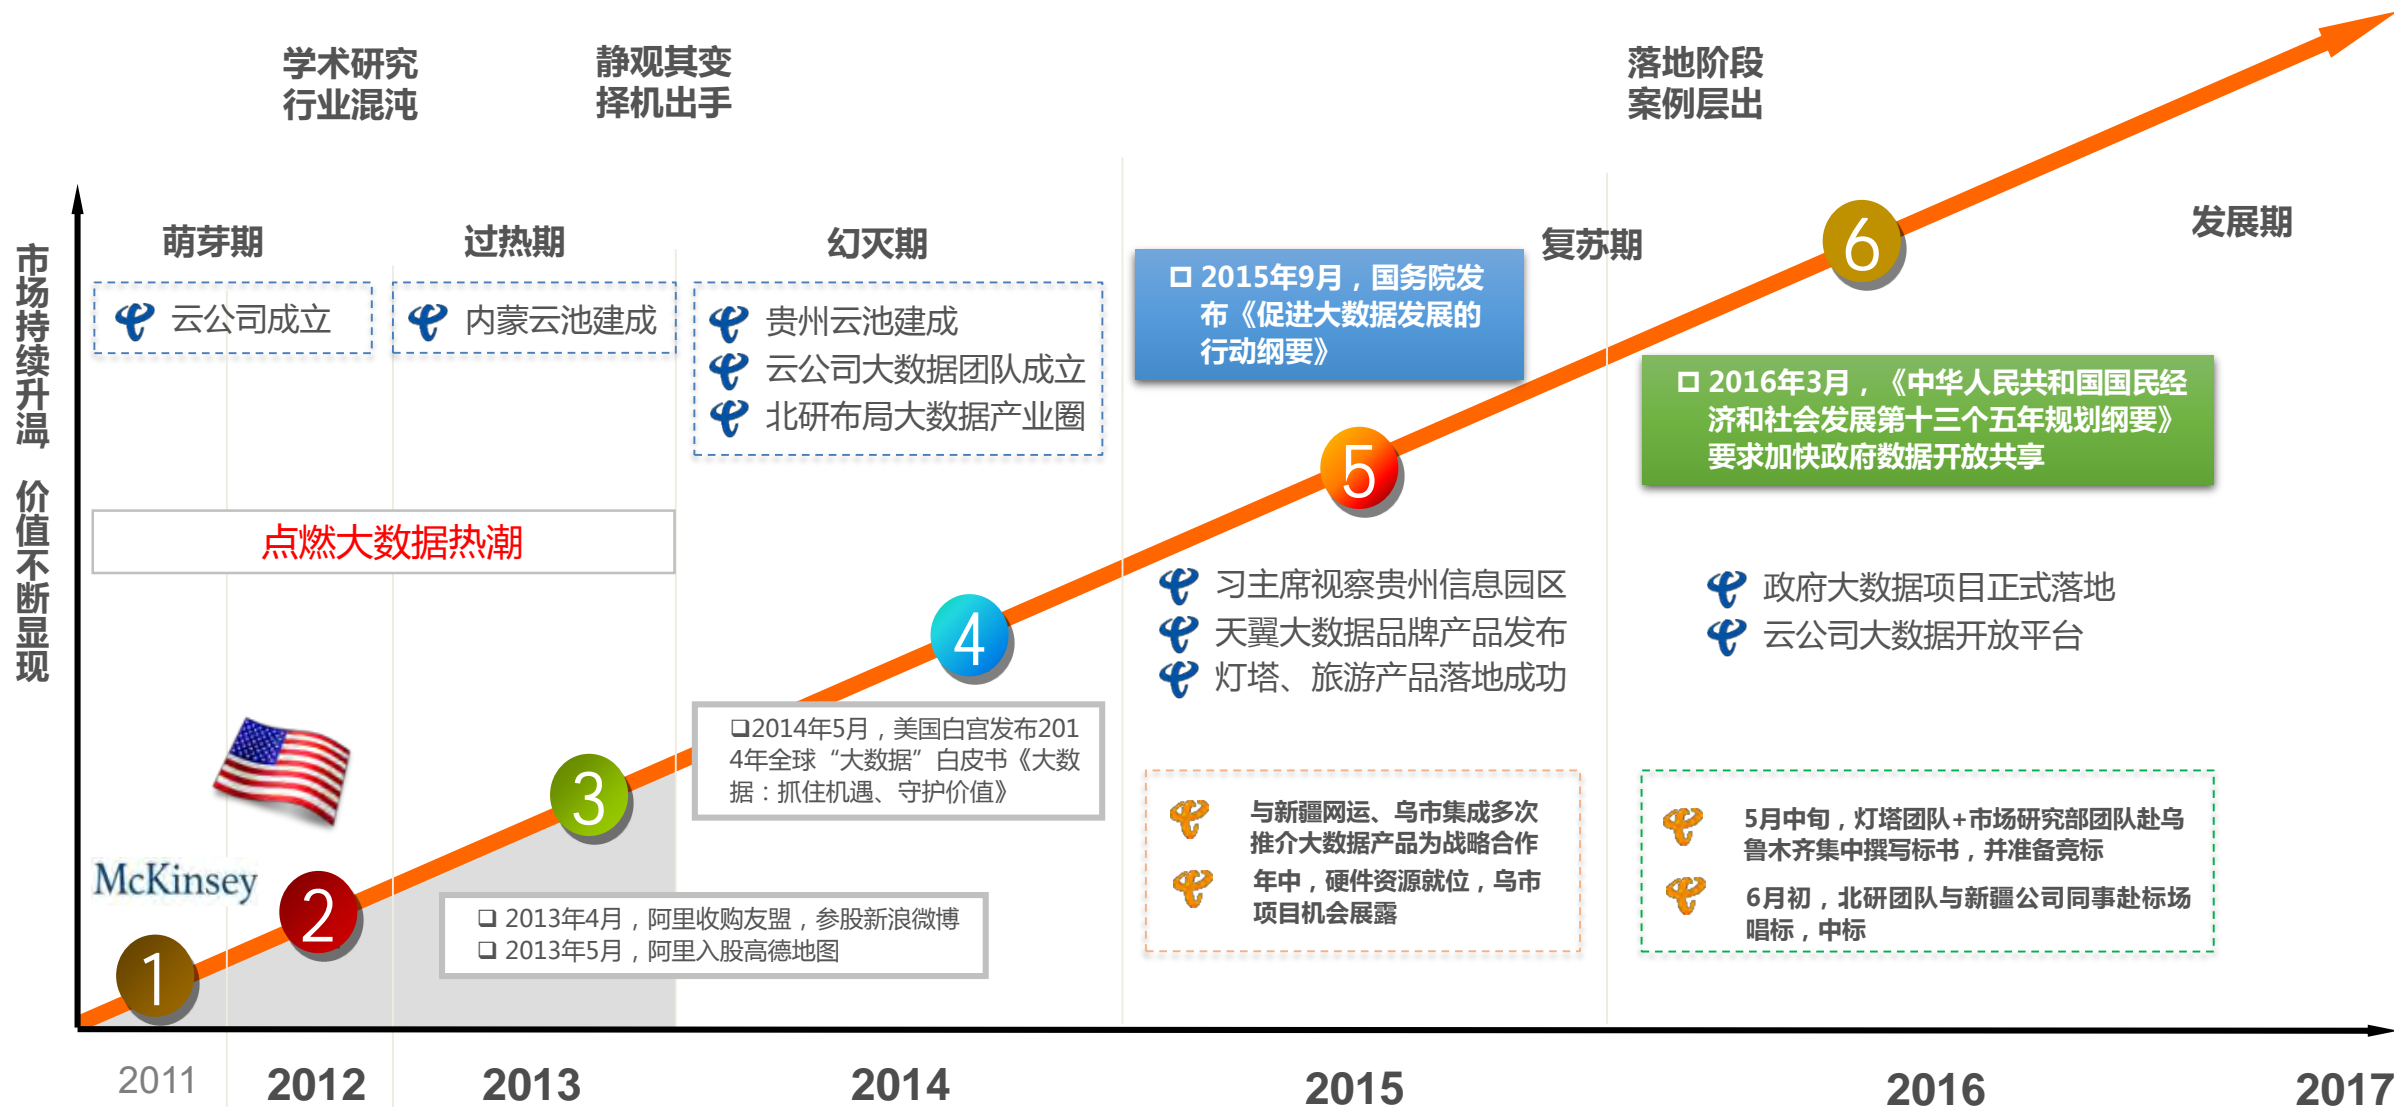 学术研究
行业混沌
静观其变
择机出手
落地阶段
案例层出
市场持续升温，价值不断显现
萌芽期
过热期
幻灭期
复苏期
发展期
云公司成立
内蒙云池建成
贵州云池建成
云公司大数据团队成立
北研布局大数据产业圈
2015年9月，国务院发
布《促进大数据发展的
行动纲要》
6
2016年3月，《中华人民共和国国民经
济和社会发展第十三个五年规划纲要》
要求加快政府数据开放共享
5
点燃大数据热潮
4
习主席视察贵州信息园区
天翼大数据品牌产品发布
灯塔、旅游产品落地成功
政府大数据项目正式落地
云公司大数据开放平台
2014年5月，美国白宫发布201
4年全球“大数据”白皮书《大数
据：抓住机遇、守护价值》
3
与新疆网运、乌市集成多次
推介大数据产品为战略合作
年中，硬件资源就位，乌市
项目机会展露
5月中旬，灯塔团队+市场研究部团队赴乌
鲁木齐集中撰写标书，并准备竞标
6月初，北研团队与新疆公司同事赴标场
唱标，中标
McKinsey
2
2013年4月，阿里收购友盟，参股新浪微博
2013年5月，阿里入股高德地图
1
2011
2012
2013
2014
2015
2016
2017